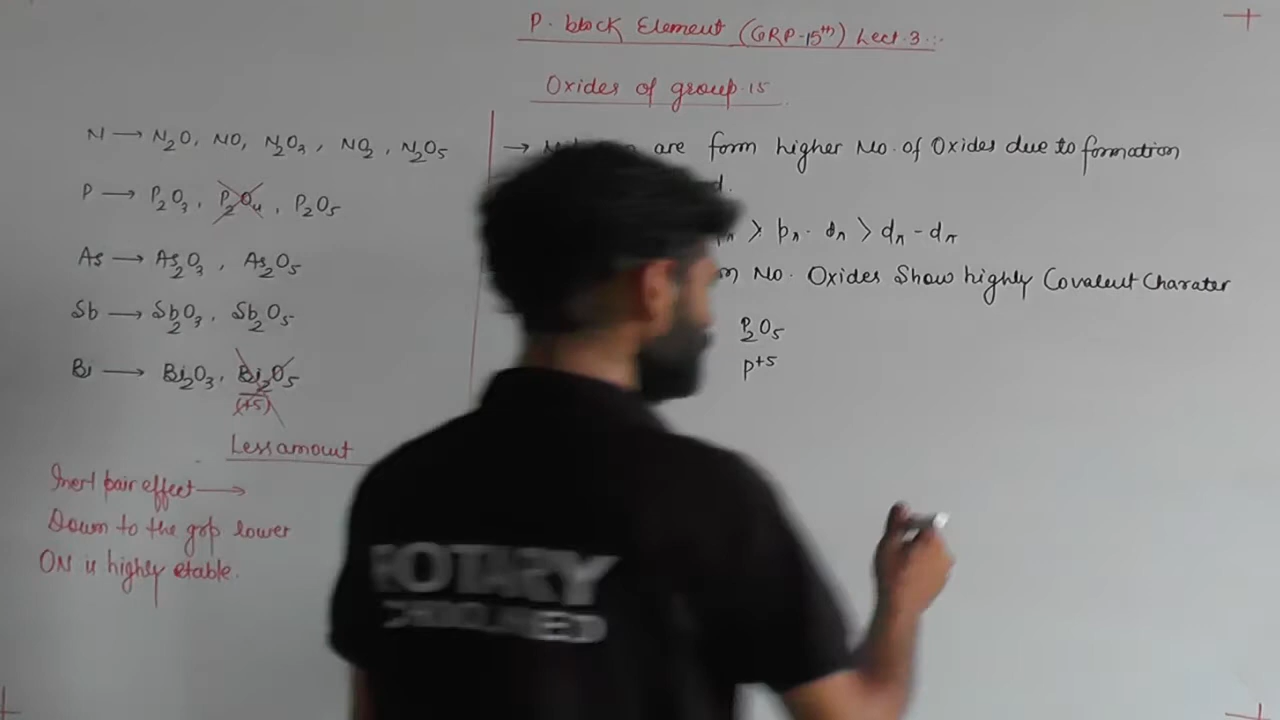 P. block Element (GRP-15th) Lect.3...
Oxides of group.15
N → N2O, NO, N2O3, NO2, N2O5
P → P2O3, P2O4, P2O5
As → As2O3, As2O5
Sb → Sb2O3, Sb2O5
Bi → Bi2O3, Bi2O5
(+5)
Less amout
Inert pair effect →
Down to the grp lower
ON is highly stable.
→ are form higher No. of Oxides due to formation
d.
> pπ. dπ > dπ - dπ
No. Oxides Show highly Covalent Charater
P2O5
P+5
ROTARY